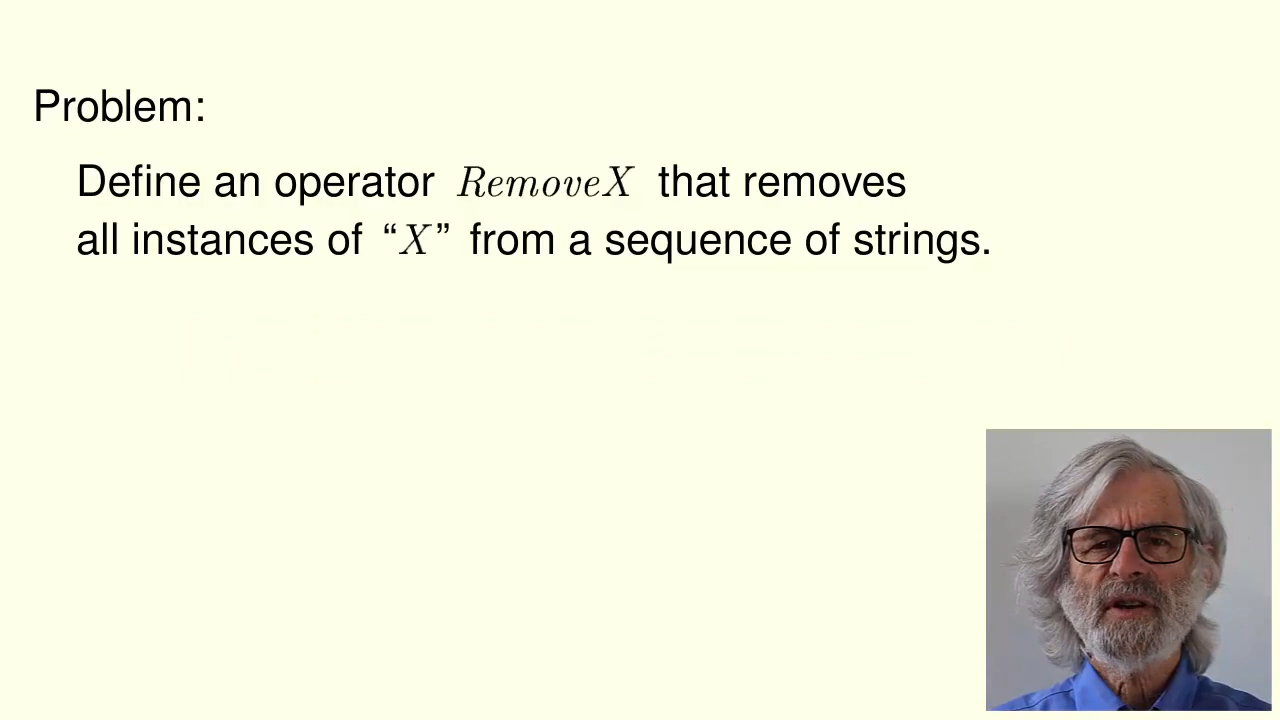 Problem:
Define an operator RemoveX that removes
all instances of “X” from a sequence of strings.